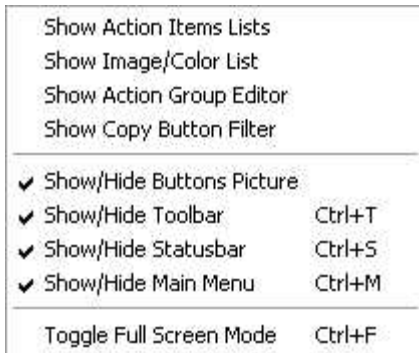 Show Action Items Lists
Show Image/Color List
Show Action Group Editor
Show Copy Button Filter
Show/Hide Buttons Picture
Show/Hide Toolbar Ctrl+T
Show/Hide Statusbar Ctrl+S
Show/Hide Main Menu Ctrl+M
Toggle Full Screen Mode Ctrl+F